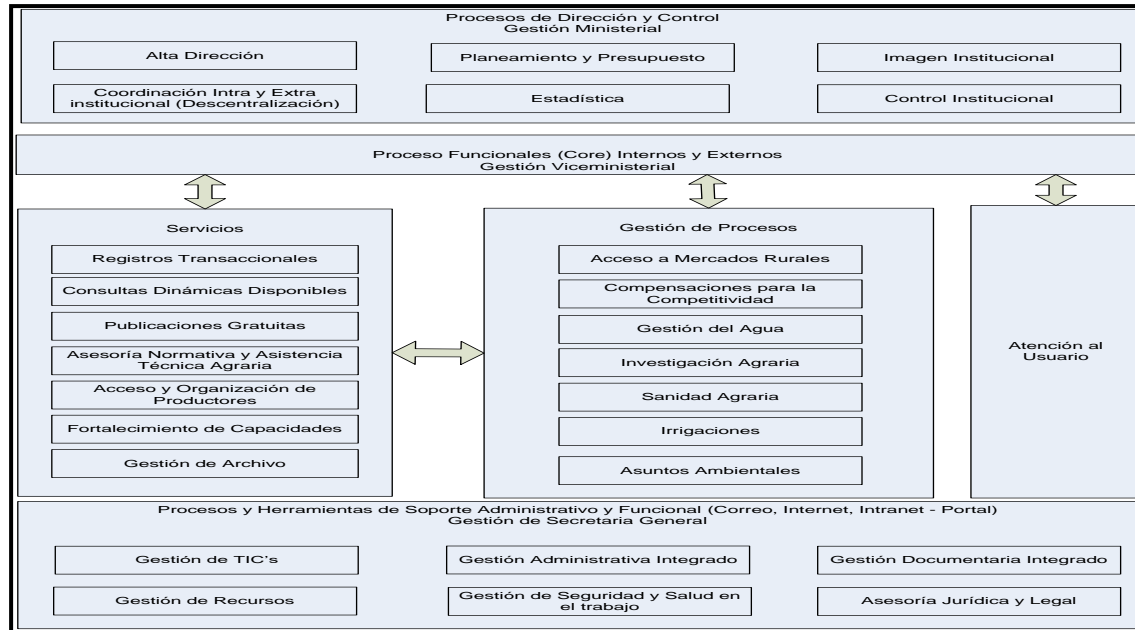 Procesos de Dirección y Control
Gestión Ministerial
Alta Dirección
Planeamiento y Presupuesto
Imagen Institucional
Coordinación Intra y Extra
institucional (Descentralización)
Estadística
Control Institucional
Proceso Funcionales (Core) Internos y Externos
Gestión Viceministerial
Servicios
Registros Transaccionales
Consultas Dinámicas Disponibles
Publicaciones Gratuitas
Asesoría Normativa y Asistencia
Técnica Agraria
Acceso y Organización de
Productores
Fortalecimiento de Capacidades
Gestión de Archivo
Gestión de Procesos
Acceso a Mercados Rurales
Compensaciones para la
Competitividad
Gestión del Agua
Investigación Agraria
Sanidad Agraria
Irrigaciones
Asuntos Ambientales
Atención al
Usuario
Procesos y Herramientas de Soporte Administrativo y Funcional (Correo, Internet, Intranet - Portal)
Gestión de Secretaria General
Gestión de TIC's
Gestión Administrativa Integrado
Gestión Documentaria Integrado
Gestión de Recursos
Gestión de Seguridad y Salud en
el trabajo
Asesoría Jurídica y Legal